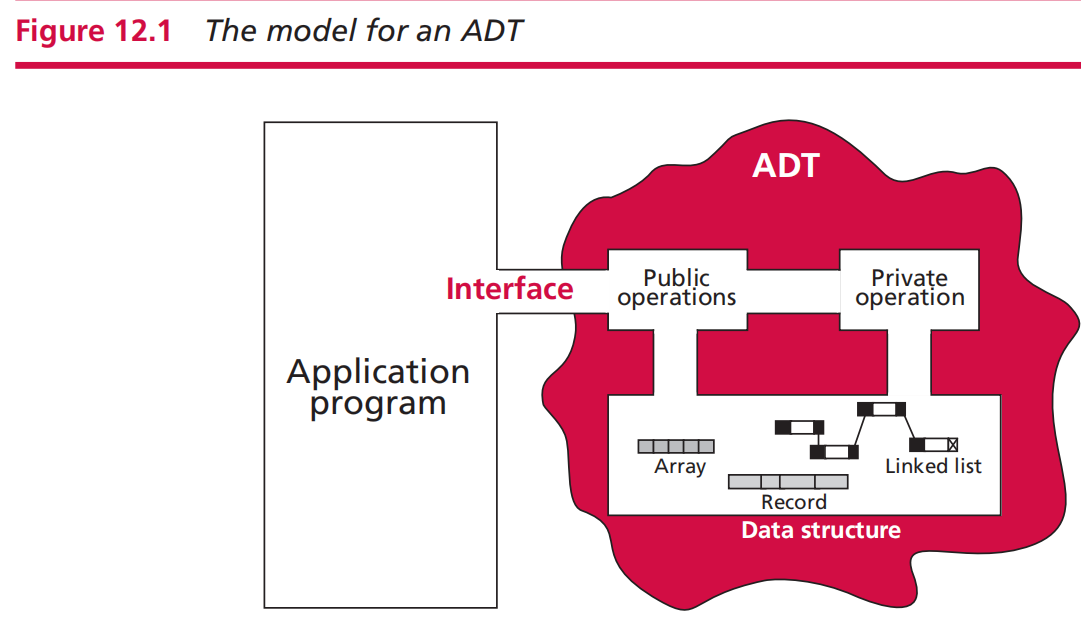 Figure 12.1 The model for an ADT
ADT
Interface
Public
operations
Private
operation
Application
program
Array
Linked list
Record
Data structure